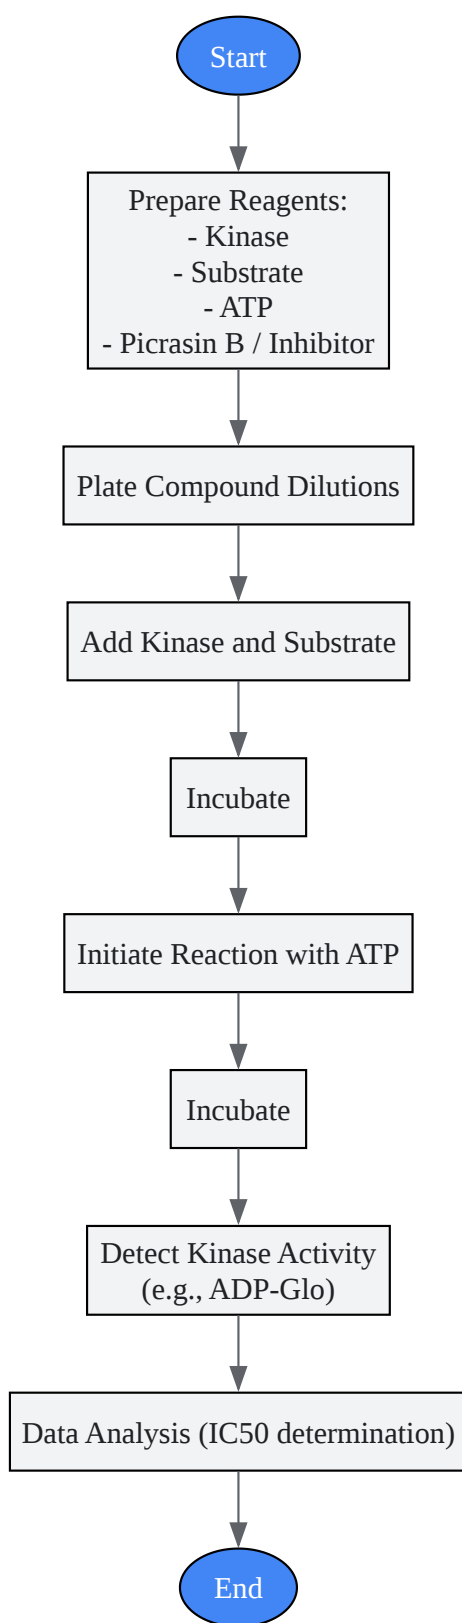 Start
Prepare Reagents:
- Kinase
- Substrate
- ATP
- Picrasin B / Inhibitor
Plate Compound Dilutions
Add Kinase and Substrate
Incubate
Initiate Reaction with ATP
Incubate
Detect Kinase Activity
(e.g., ADP-Glo)
Data Analysis (IC50 determination)
End